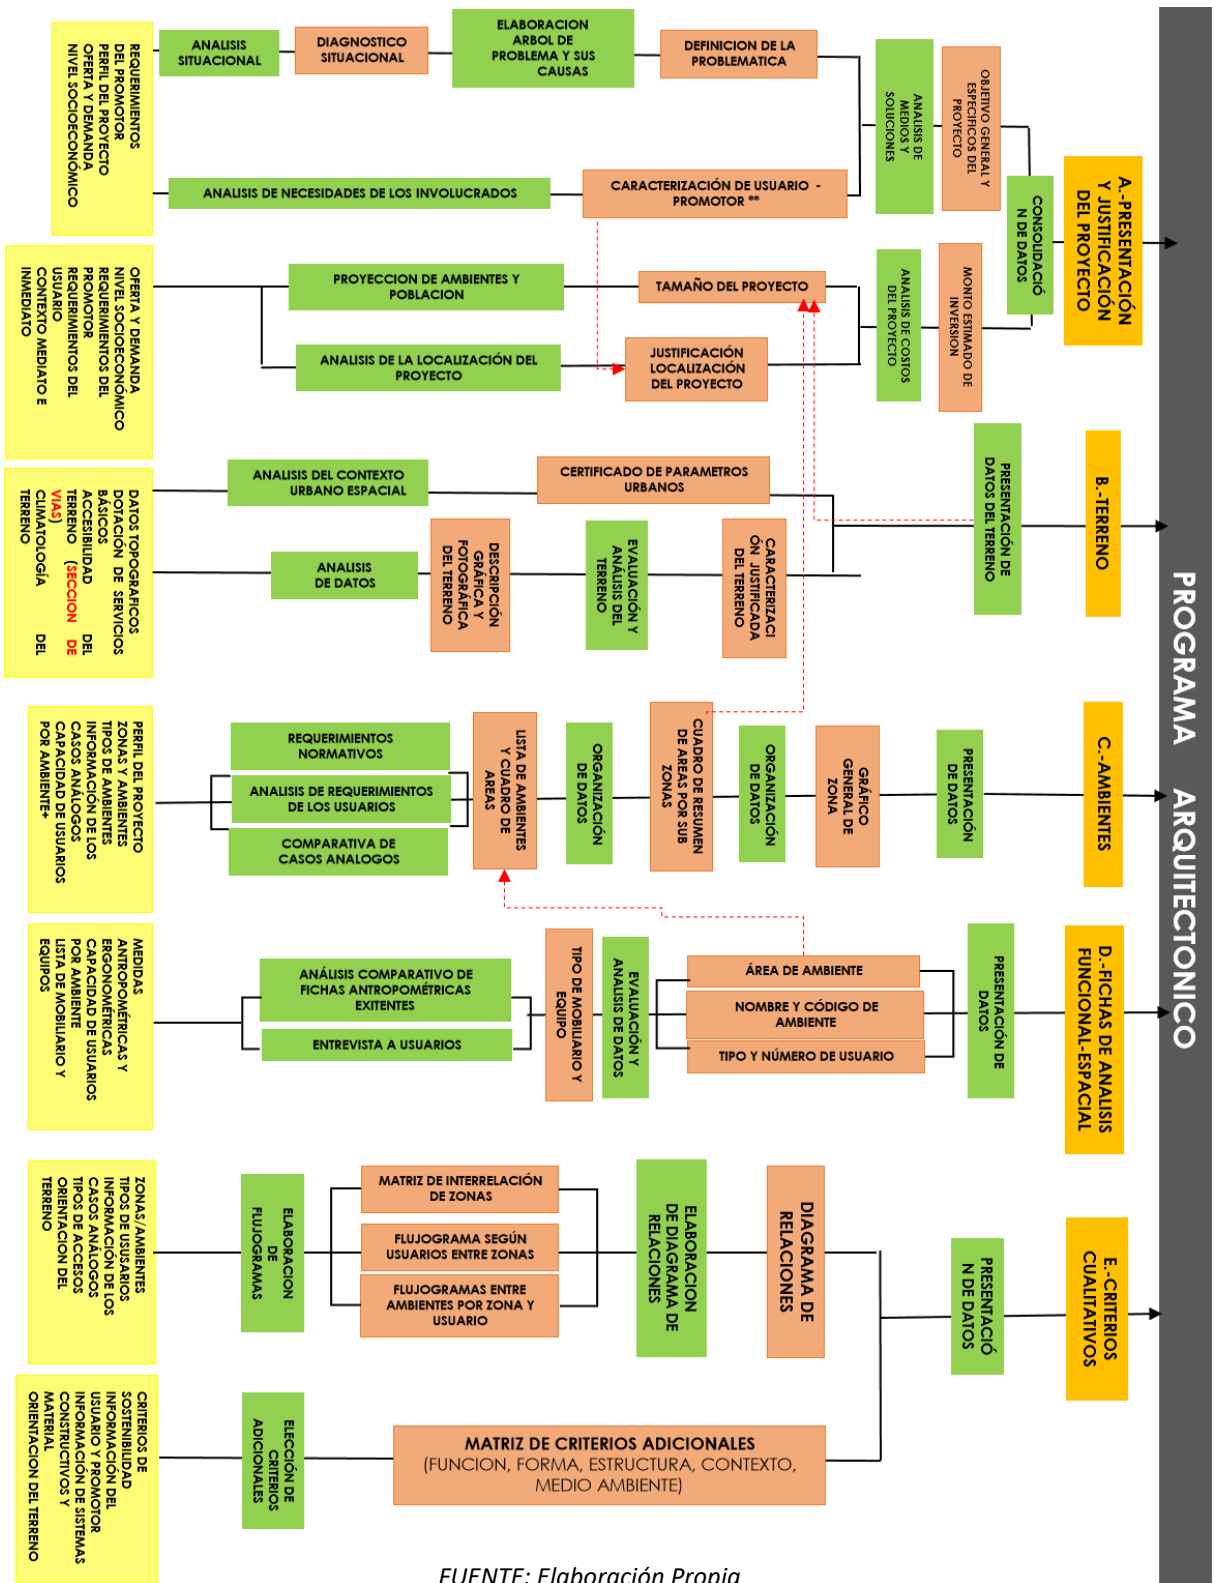 REQUERIMIENTOS
DEL PROMOTOR
PERFIL DEL PROYECTO
OFERTA Y DEMANDA
NIVEL SOCIOECONÓMICO
ANALISIS
SITUACIONAL
DIAGNOSTICO
SITUACIONAL
ELABORACION
ARBOL DE
PROBLEMA Y SUS
CAUSAS
DEFINICION DE LA
PROBLEMATICA
ANALISIS DE NECESIDADES DE LOS INVOLUCRADOS
CARACTERIZACIÓN DE USUARIO -
PROMOTOR **
ANALISIS DE
MEDIOS Y
SOLUCIONES
OBJETIVO GENERAL Y
ESPECIFICOS DEL
PROYECTO
CONSOLIDACIÓ
N DE DATOS
A.-PRESENTACIÓN
Y JUSTIFICACIÓN
DEL PROYECTO
OFERTA Y DEMANDA
NIVEL SOCIOECONÓMICO
REQUERIMIENTOS DEL
PROMOTOR
REQUERIMIENTOS DEL
USUARIO
CONTEXTO MEDIATO E
INMEDIATO
PROYECCION DE AMBIENTES Y
POBLACION
TAMAÑO DEL PROYECTO
ANALISIS DE LA LOCALIZACIÓN DEL
PROYECTO
JUSTIFICACIÓN
LOCALIZACIÓN
DEL PROYECTO
ANALISIS DE COSTOS
DEL PROYECTO
MONTO ESTIMADO DE
INVERSION
DATOS TOPOGRAFICOS
DOTACIÓN DE SERVICIOS
BÁSICOS
ACCESIBILIDAD DEL
TERRENO (SECCION DE
VIAS)
CLIMATOLOGÍA DEL
TERRENO
ANALISIS DEL CONTEXTO
URBANO ESPACIAL
CERTIFICADO DE PARAMETROS
URBANOS
ANALISIS
DE DATOS
DESCRIPCIÓN
GRÁFICA Y
FOTOGRÁFICA
DEL TERRENO
EVALUACIÓN Y
ANÁLISIS DEL
TERRENO
CARACTERIZACI
ÓN JUSTIFICADA
DEL TERRENO
PRESENTACIÓN DE
DATOS DEL TERRENO
B.-TERRENO
PERFIL DEL PROYECTO
ZONAS Y AMBIENTES
TIPOS DE AMBIENTES
INFORMACIÓN DE LOS
CASOS ANÁLOGOS
CAPACIDAD DE USUARIOS
POR AMBIENTE+
REQUERIMIENTOS
NORMATIVOS
ANALISIS DE REQUERIMIENTOS
DE LOS USUARIOS
COMPARATIVA DE
CASOS ANALOGOS
LISTA DE AMBIENTES
Y CUADRO DE
AREAS
ORGANIZACIÓN
DE DATOS
CUADRO DE RESUMEN
DE AREAS POR SUB
ZONAS
ORGANIZACIÓN
DE DATOS
GRÁFICO
GENERAL DE
ZONA
PRESENTACIÓN
DE DATOS
C.-AMBIENTES
MEDIDAS
ANTROPOMÉTRICAS Y
ERGONOMÉTRICAS
CAPACIDAD DE USUARIOS
POR AMBIENTE
LISTA DE MOBILIARIO Y
EQUIPOS
ANÁLISIS COMPARATIVO DE
FICHAS ANTROPOMÉTRICAS
EXITENTES
ENTREVISTA A USUARIOS
TIPO DE MOBILIARIO Y
EQUIPO
EVALUACIÓN Y
ANALISIS DE DATOS
ÁREA DE AMBIENTE
NOMBRE Y CÓDIGO DE
AMBIENTE
TIPO Y NÚMERO DE USUARIO
PRESENTACIÓN DE
DATOS
D.-FICHAS DE ANALISIS
FUNCIONAL-ESPACIAL
ZONAS/AMBIENTES
TIPOS DE USUSARIOS
INFORMACIÓN DE LOS
CASOS ANÁLOGOS
TIPOS DE ACCESOS
ORIENTACION DEL
TERRENO
ELABORACION
DE
FLUJOGRAMAS
MATRIZ DE INTERRELACIÓN
DE ZONAS
FLUJOGRAMA SEGÚN
USUARIOS ENTRE ZONAS
FLUJOGRAMAS ENTRE
AMBIENTES POR ZONA Y
USUARIO
ELABORACION
DE DIAGRAMA DE
RELACIONES
DIAGRAMA DE
RELACIONES
PRESENTACIÓ
N DE DATOS
E.-CRITERIOS
CUALITATIVOS
CRITERIOS DE
SOSTENIBILIDAD
INFORMACIÓN DEL
USUARIO Y PROMOTOR
INFORMACIÓN DE SISTEMAS
CONSTRUCTIVOS Y
MATERIAL
ORIENTACION DEL TERRENO
ELECCIÓN DE
CRITERIOS
ADICIONALES
MATRIZ DE CRITERIOS ADICIONALES
(FUNCION, FORMA, ESTRUCTURA, CONTEXTO,
MEDIO AMBIENTE)
PROGRAMA ARQUITECTONICO
FUENTE: Elaboración Propia